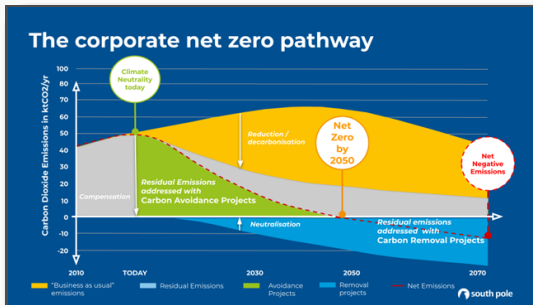 The corporate net zero pathway
Carbon Dioxide Emissions in ktCO2/yr
100
80
70
60
50
40
30
20
10
0
-10
-20
Climate
Neutrality
today
Reduction /
decarbonisation
Net
Zero
by
2050
Net
Negative
Emissions
Compensation
Residual Emissions
addressed with
Carbon Avoidance Projects
Neutralisation
Residual emissions
addressed with
Carbon Removal Projects
2010
TODAY
2030
2050
2070
"Business as usual"
emissions
Residual Emissions
Avoidance
Projects
Removal
projects
Net Emissions
south pole